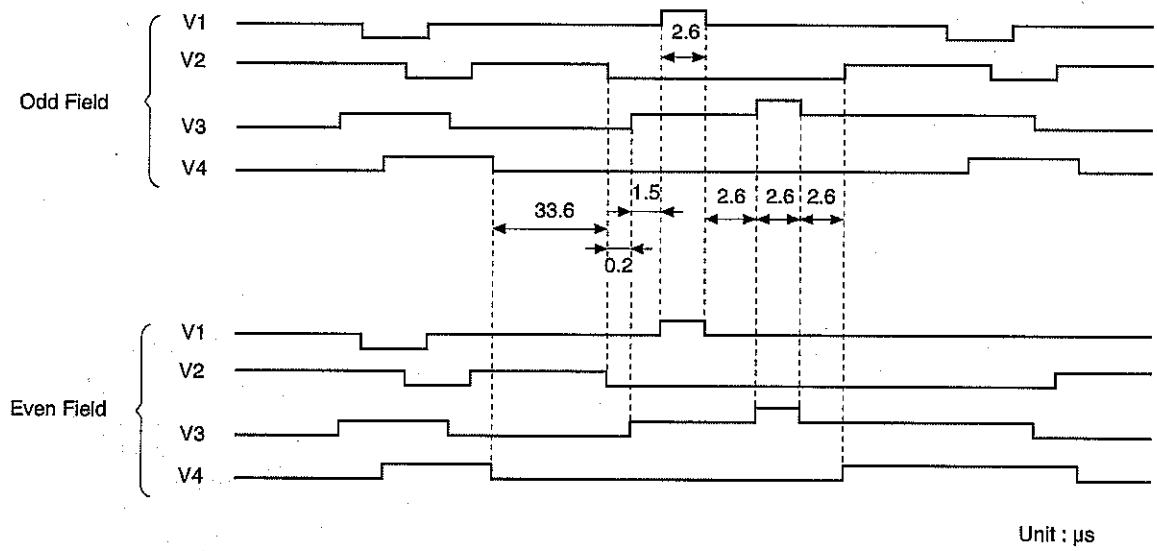 V1
2.6
V2
Odd Field
V3
V4
1.5
2.6 2.6 2.6
33.6
0.2
V1
V2
Even Field
V3
V4
Unit : µs